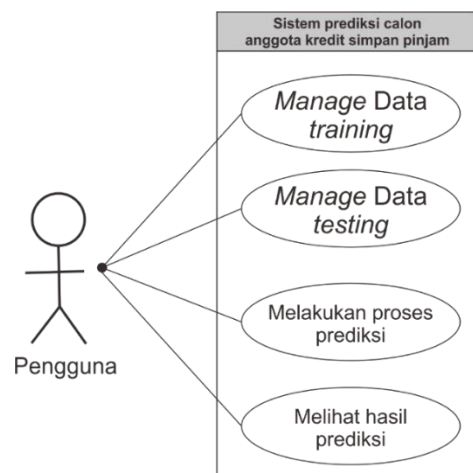 Sistem prediksi calon
anggota kredit simpan pinjam
Manage Data
training
Manage Data
testing
Melakukan proses
prediksi
Pengguna
Melihat hasil
prediksi